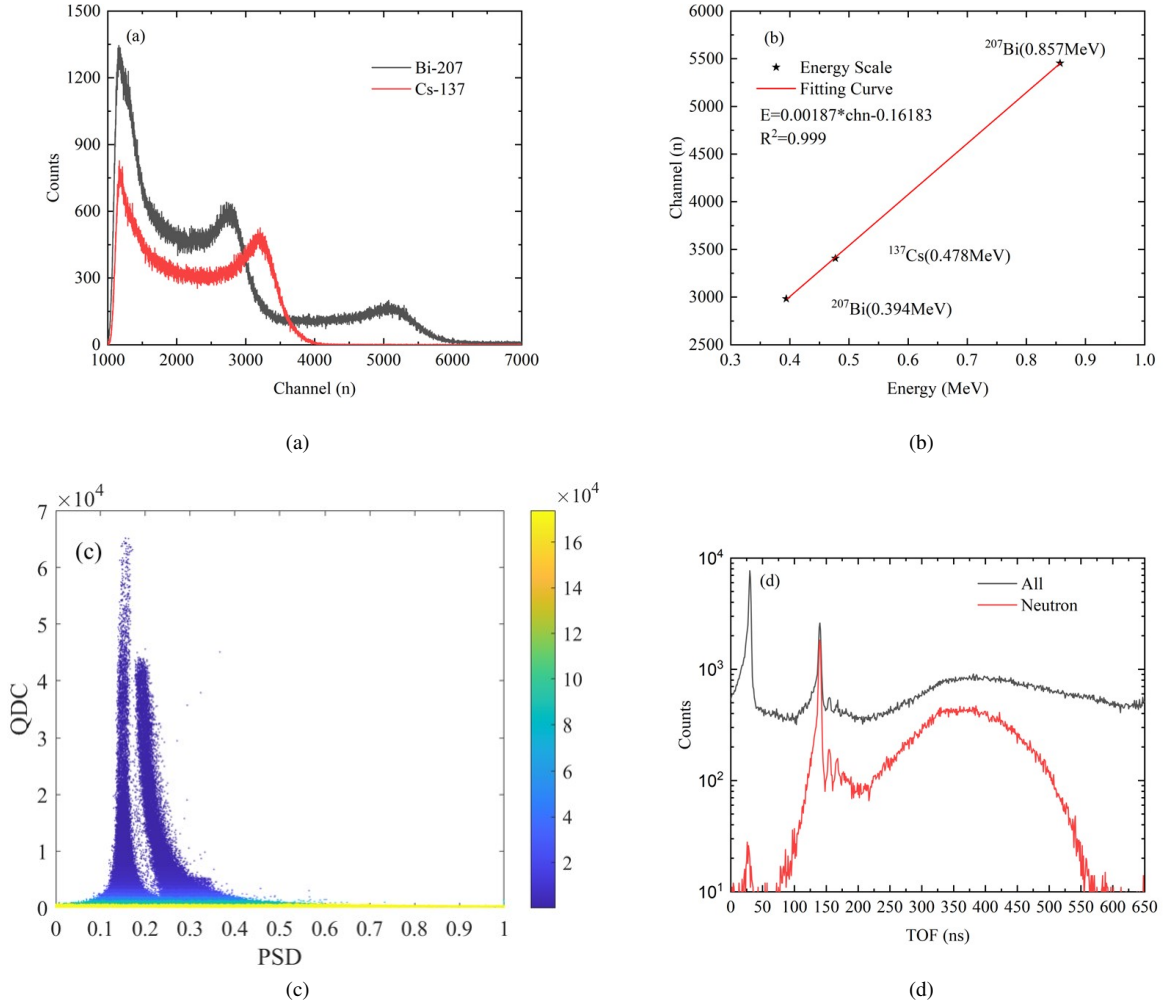 (a)
Bi-207
Cs-137
1500
1200
900
600
300
0
Counts
1000 2000 3000 4000 5000 6000 7000
Channel (n)
(a)
(b)
207Bi(0.857MeV)
Energy Scale
Fitting Curve
E=0.00187*chn-0.16183
R2=0.999
137Cs(0.478MeV)
207Bi(0.394MeV)
6000
5500
5000
4500
4000
3500
3000
2500
Channel (n)
0.3 0.4 0.5 0.6 0.7 0.8 0.9 1.0
Energy (MeV)
(b)
×10^4
(c)
7
6
5
4
3
2
1
0
QDC
0 0.1 0.2 0.3 0.4 0.5 0.6 0.7 0.8 0.9 1
PSD
×10^4
16
14
12
10
8
6
4
2
(c)
(d)
All
Neutron
10^4
10^3
10^2
10^1
Counts
0 50 100 150 200 250 300 350 400 450 500 550 600 650
TOF (ns)
(d)